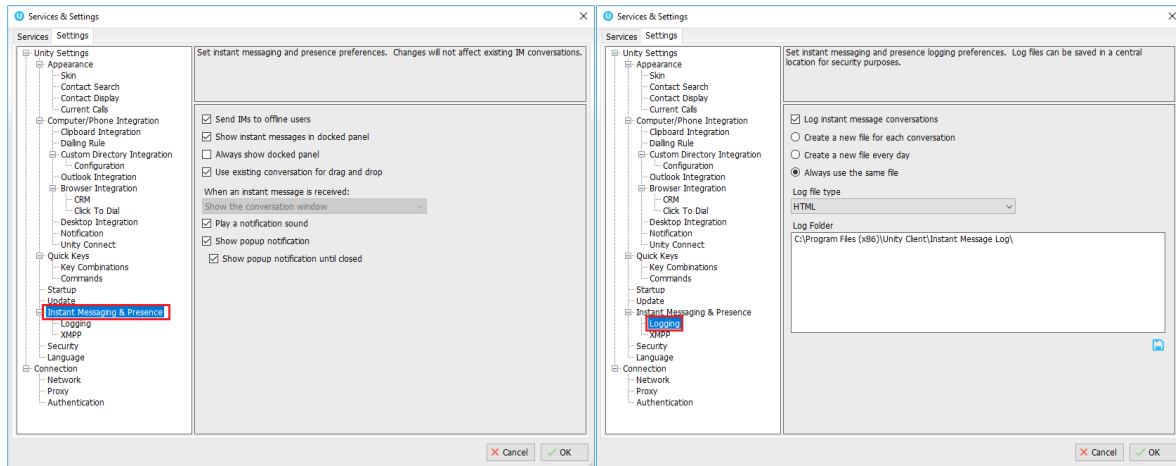 Services & Settings
Services Settings
Unity Settings
Appearance
Skin
Contact Search
Contact Display
Current Calls
Computer/Phone Integration
Clipboard Integration
Dialling Rule
Custom Directory Integration
Configuration
Outlook Integration
Browser Integration
CRM
Click To Dial
Desktop Integration
Notification
Unity Connect
Quick Keys
Key Combinations
Commands
Startup
Update
Instant Messaging & Presence
Logging
XMPP
Security
Language
Connection
Network
Proxy
Authentication
Set instant messaging and presence preferences. Changes will not affect existing IM conversations.
Send IMs to offline users
Show instant messages in docked panel
Always show docked panel
Use existing conversation for drag and drop
When an instant message is received:
Show the conversation window
Play a notification sound
Show popup notification
Show popup notification until closed
Cancel OK
Services & Settings
Services Settings
Unity Settings
Appearance
Skin
Contact Search
Contact Display
Current Calls
Computer/Phone Integration
Clipboard Integration
Dialling Rule
Custom Directory Integration
Configuration
Outlook Integration
Browser Integration
CRM
Click To Dial
Desktop Integration
Notification
Unity Connect
Quick Keys
Key Combinations
Commands
Startup
Update
Instant Messaging & Presence
Logging
XMPP
Security
Language
Connection
Network
Proxy
Authentication
Set instant messaging and presence logging preferences. Log files can be saved in a central
location for security purposes.
Log instant message conversations
Create a new file for each conversation
Create a new file every day
Always use the same file
Log file type
HTML
Log Folder
C:\Program Files (x86)\Unity Client\Instant Message Log\
Cancel OK